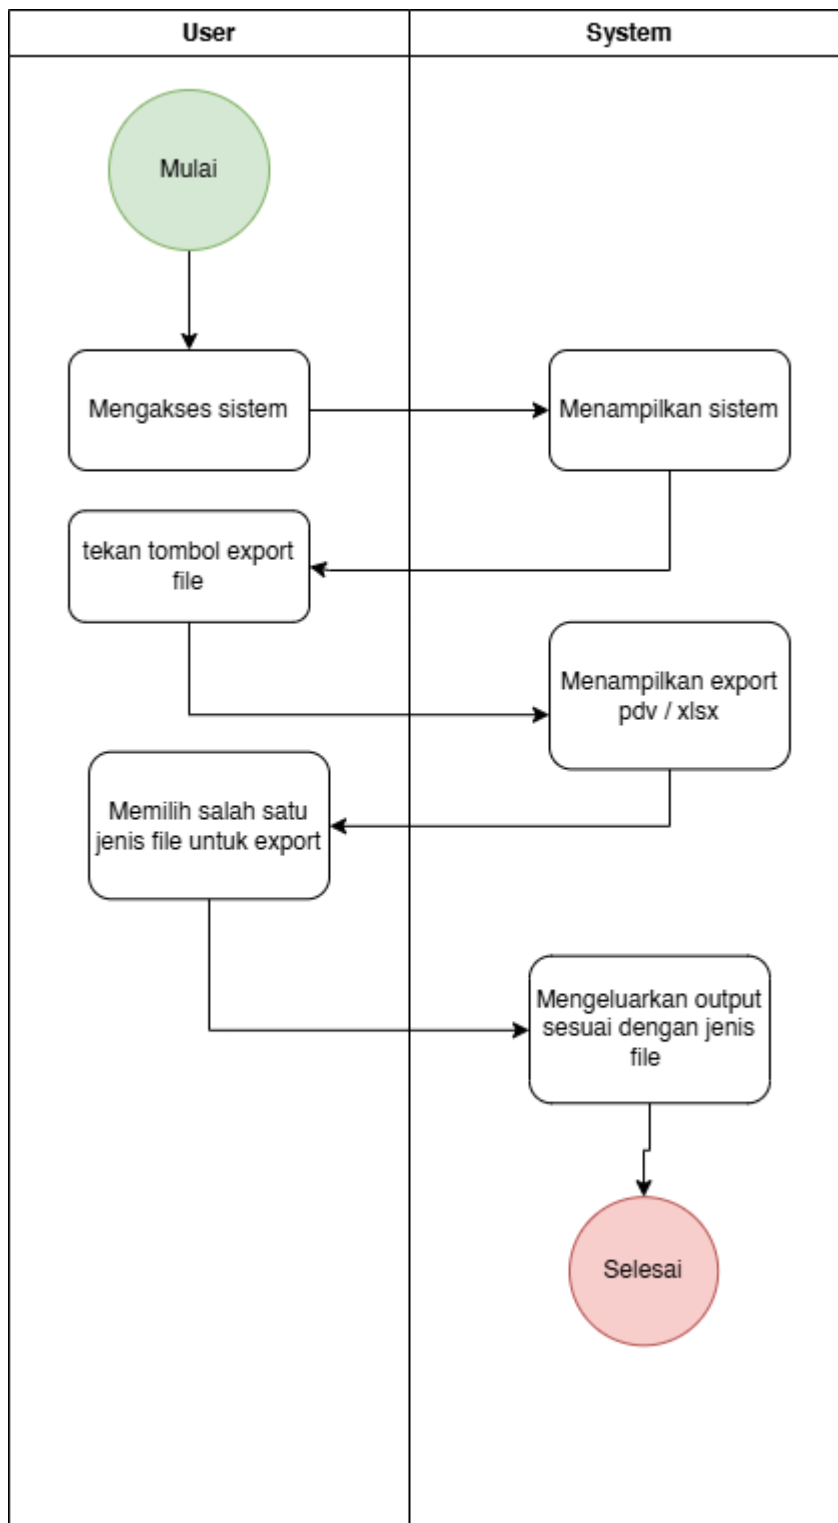 User
System
Mulai
Mengakses sistem
Menampilkan sistem
tekan tombol export
file
Menampilkan export
pdv / xlsx
Memilih salah satu
jenis file untuk export
Mengeluarkan output
sesuai dengan jenis
file
Selesai